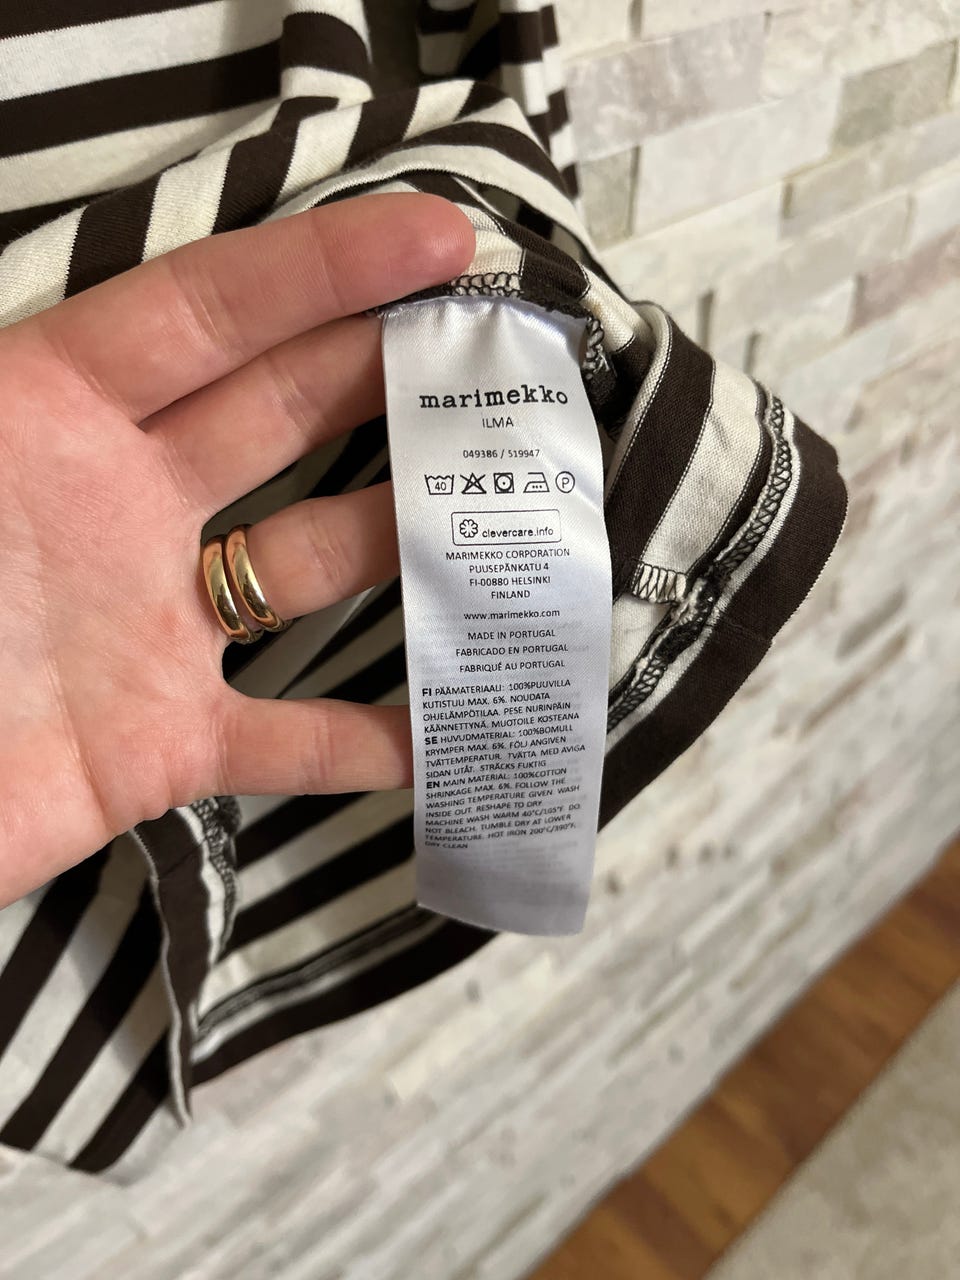 marimekko
ILMA
049386 / 519947
40 P
clevercare.info
MARIMEKKO CORPORATION
PUUSEPÄNKATU 4
FI-00880 HELSINKI
FINLAND
www.marimekko.com
MADE IN PORTUGAL
FABRICADO EN PORTUGAL
FABRIQUÉ AU PORTUGAL
FI PÄÄMATERIAALI: 100%PUUVILLA
KUTISTUU MAX. 6%. NOUDATA
OHJELÄMPÖTILAA. PESE NURINPÄIN
KÄÄNNETTYNÄ. MUOTOILE KOSTEANA
SE HUVUDMATERIAL: 100%BOMULL
KRYMPER MAX. 6%. FÖLJ ANGIVEN
TVÄTTEMPERATUR. TVÄTTA MED AVIGA
SIDAN UTÅT. STRÄCKS FUKTIG
EN MAIN MATERIAL: 100%COTTON
SHRINKAGE MAX. 6%. FOLLOW THE
WASHING TEMPERATURE GIVEN. WASH
INSIDE OUT. RESHAPE TO DRY
MACHINE WASH WARM 40°C/105°F. DO
NOT BLEACH. TUMBLE DRY AT LOWER
TEMPERATURE. HOT IRON 200°C/390°F.
DRY CLEAN